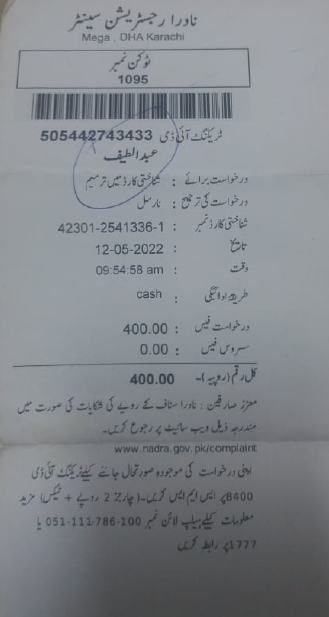 نادرا رجسٹریشن سینٹر
Mega , DHA Karachi
ٹوکن نمبر
1095
ٹریکنگ آئی ڈی 505442743433
عبدالطیف
درخواست برائے : شناختی کارڈ میں ترمیم
درخواست کی ترجیح : نارمل
شناختی کارڈ نمبر : 42301-2541336-1
تاریخ : 12-05-2022
وقت : 09:54:58 am
طریقہ ادائیگی : cash
درخواست فیس : 400.00
سروس فیس : 0.00
کل رقم (روپیہ)- 400.00
معزز صارفین : نادرا سٹاف کے رویے کی شکایات کی صورت میں
مندرجہ ذیل ویب سائیٹ پر رجوع کریں۔
www.nadra.gov.pk/complaint
اپنی درخواست کی موجودہ صورتحال جاننے کیلئے ٹریکنگ آئی ڈی
8400 پر ایس ایم ایس کریں۔(چارجز 2 روپے + ٹیکس) مزید
معلومات کیلئے ہیلپ لائن نمبر 051-111-786-100 یا
1777 پر رابطہ کریں